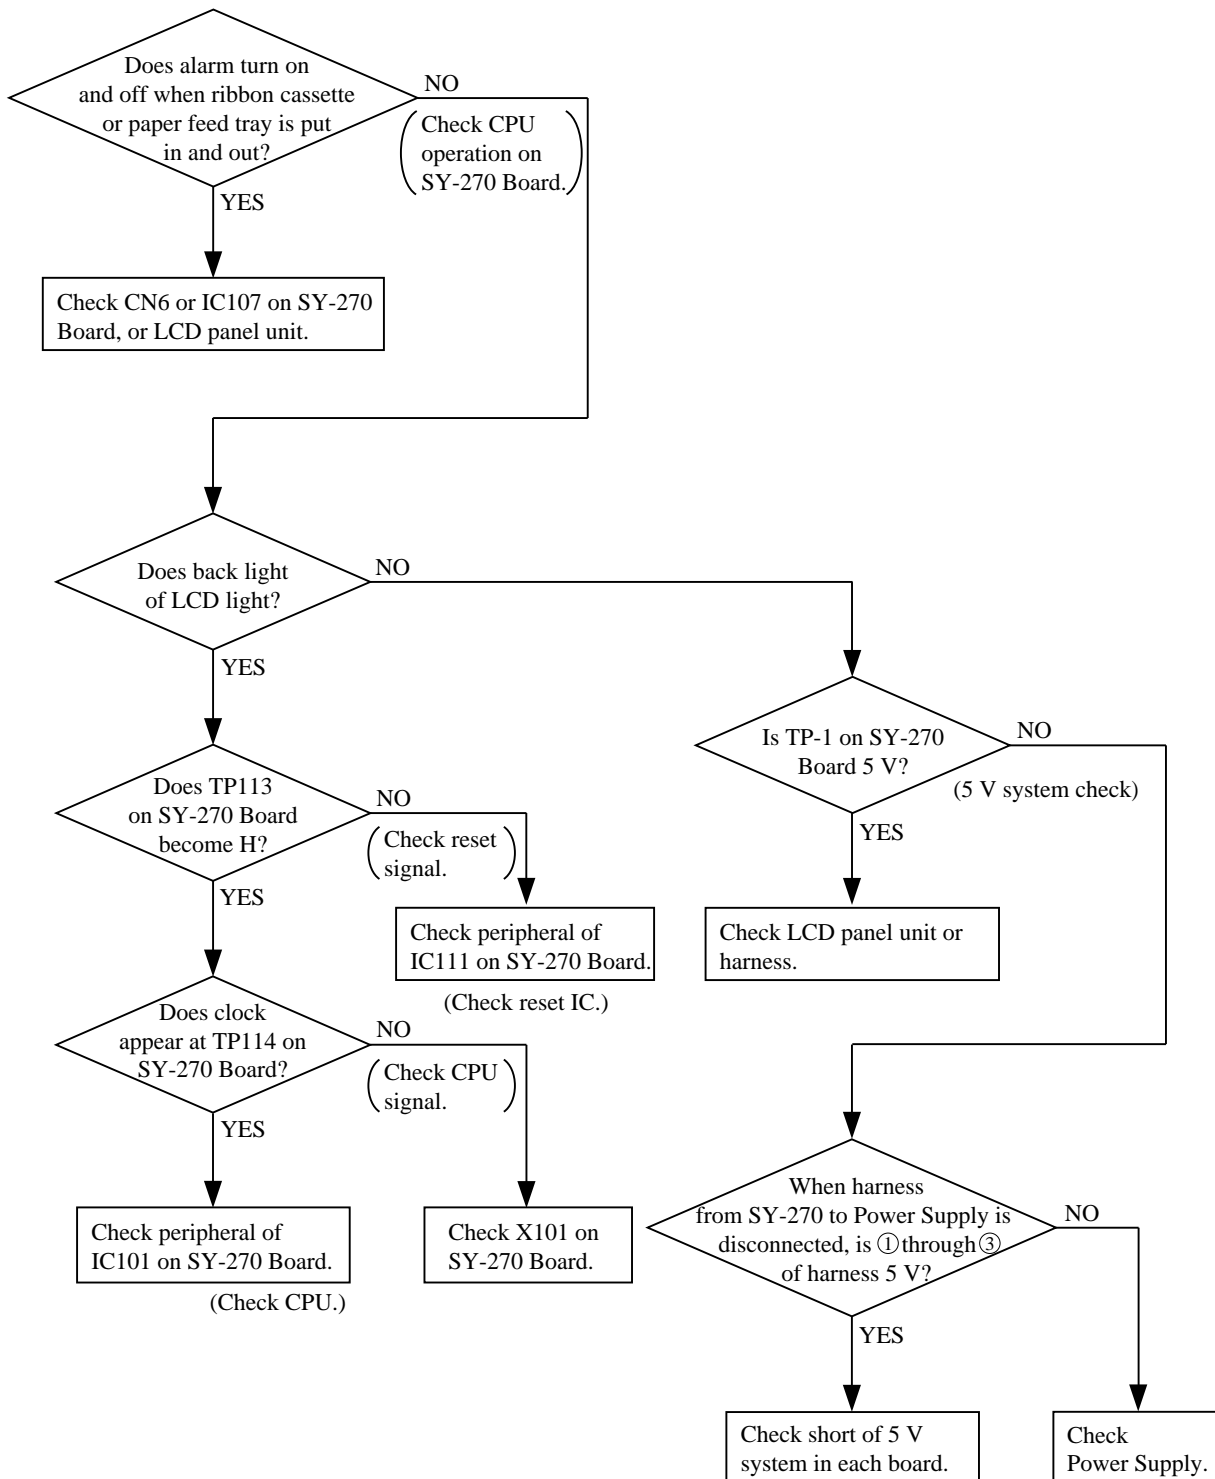 Does alarm turn on
and off when ribbon cassette
or paper feed tray is put
in and out?
NO
(Check CPU
operation on
SY-270 Board.)
YES
Check CN6 or IC107 on SY-270
Board, or LCD panel unit.
Does back light
of LCD light?
NO
YES
Is TP-1 on SY-270
Board 5 V?
NO
(5 V system check)
YES
Does TP113
on SY-270 Board
become H?
NO
(Check reset
signal.)
YES
Check peripheral of
IC111 on SY-270 Board.
(Check reset IC.)
Check LCD panel unit or
harness.
Does clock
appear at TP114 on
SY-270 Board?
NO
(Check CPU
signal.)
YES
Check peripheral of
IC101 on SY-270 Board.
(Check CPU.)
Check X101 on
SY-270 Board.
When harness
from SY-270 to Power Supply is
disconnected, is ①through③
of harness 5 V?
NO
YES
Check short of 5 V
system in each board.
Check
Power Supply.